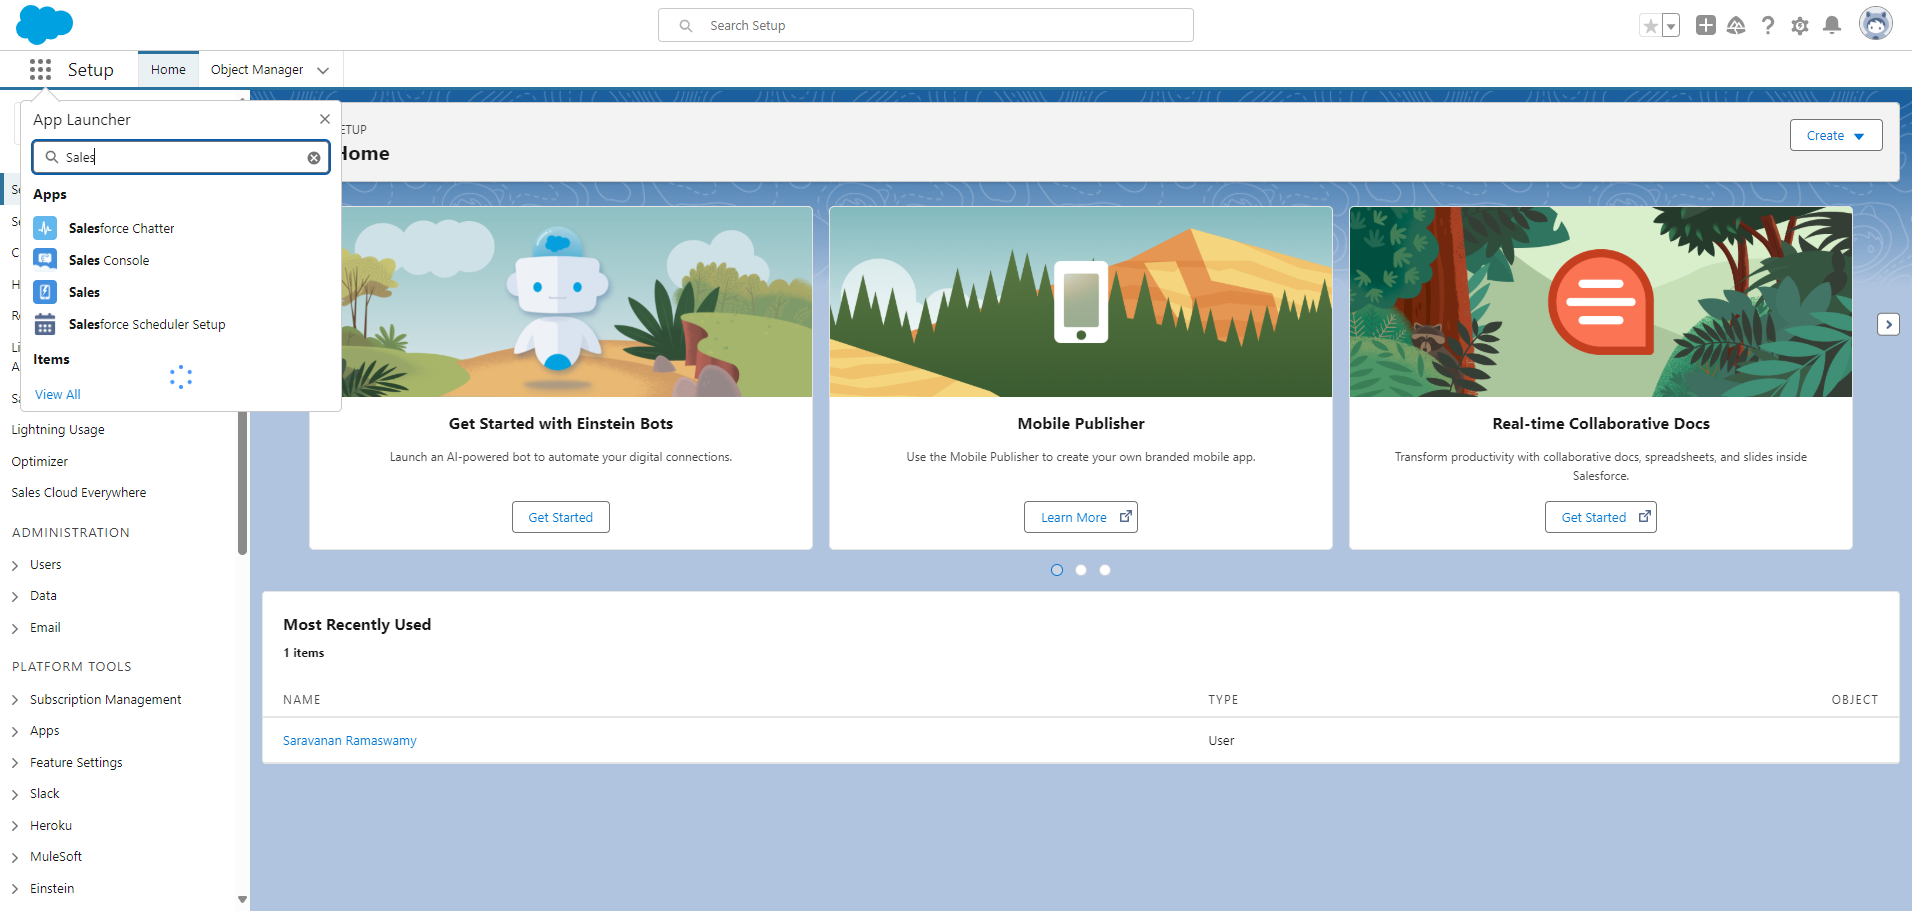 Search Setup
Setup
Home
Object Manager
App Launcher
Sales
Apps
Salesforce Chatter
Sales Console
Sales
Salesforce Scheduler Setup
Items
View All
Lightning Usage
Optimizer
Sales Cloud Everywhere
ADMINISTRATION
Users
Data
Email
PLATFORM TOOLS
Subscription Management
Apps
Feature Settings
Slack
Heroku
MuleSoft
Einstein
ETUP
Home
Create
Get Started with Einstein Bots
Launch an AI-powered bot to automate your digital connections.
Get Started
Mobile Publisher
Use the Mobile Publisher to create your own branded mobile app.
Learn More
Real-time Collaborative Docs
Transform productivity with collaborative docs, spreadsheets, and slides inside
Salesforce.
Get Started
Most Recently Used
1 items
NAME
TYPE
OBJECT
Saravanan Ramaswamy
User